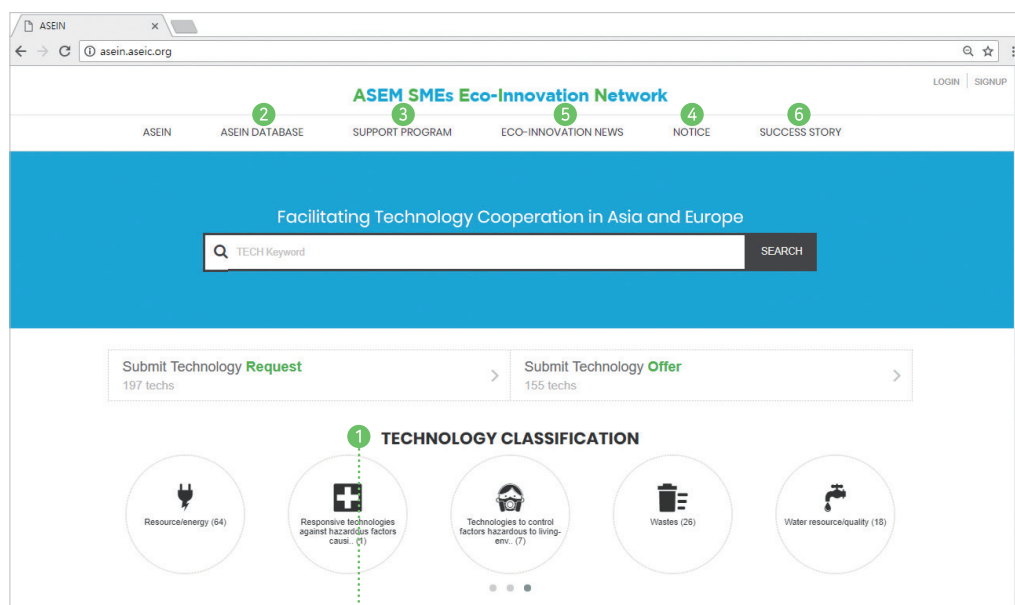 ASEIN
asein.aseic.org
LOGIN SIGNUP
ASEM SMEs Eco-Innovation Network
2 3 5 4 6
ASEIN ASEIN DATABASE SUPPORT PROGRAM ECO-INNOVATION NEWS NOTICE SUCCESS STORY
Facilitating Technology Cooperation in Asia and Europe
TECH Keyword SEARCH
Submit Technology Request
197 techs
Submit Technology Offer
155 techs
1 TECHNOLOGY CLASSIFICATION
Resource/energy (64)
Responsive technologies
against hazardous factors
causi.. (1)
Technologies to control
factors hazardous to living-
env.. (7)
Wastes (26)
Water resource/quality (18)